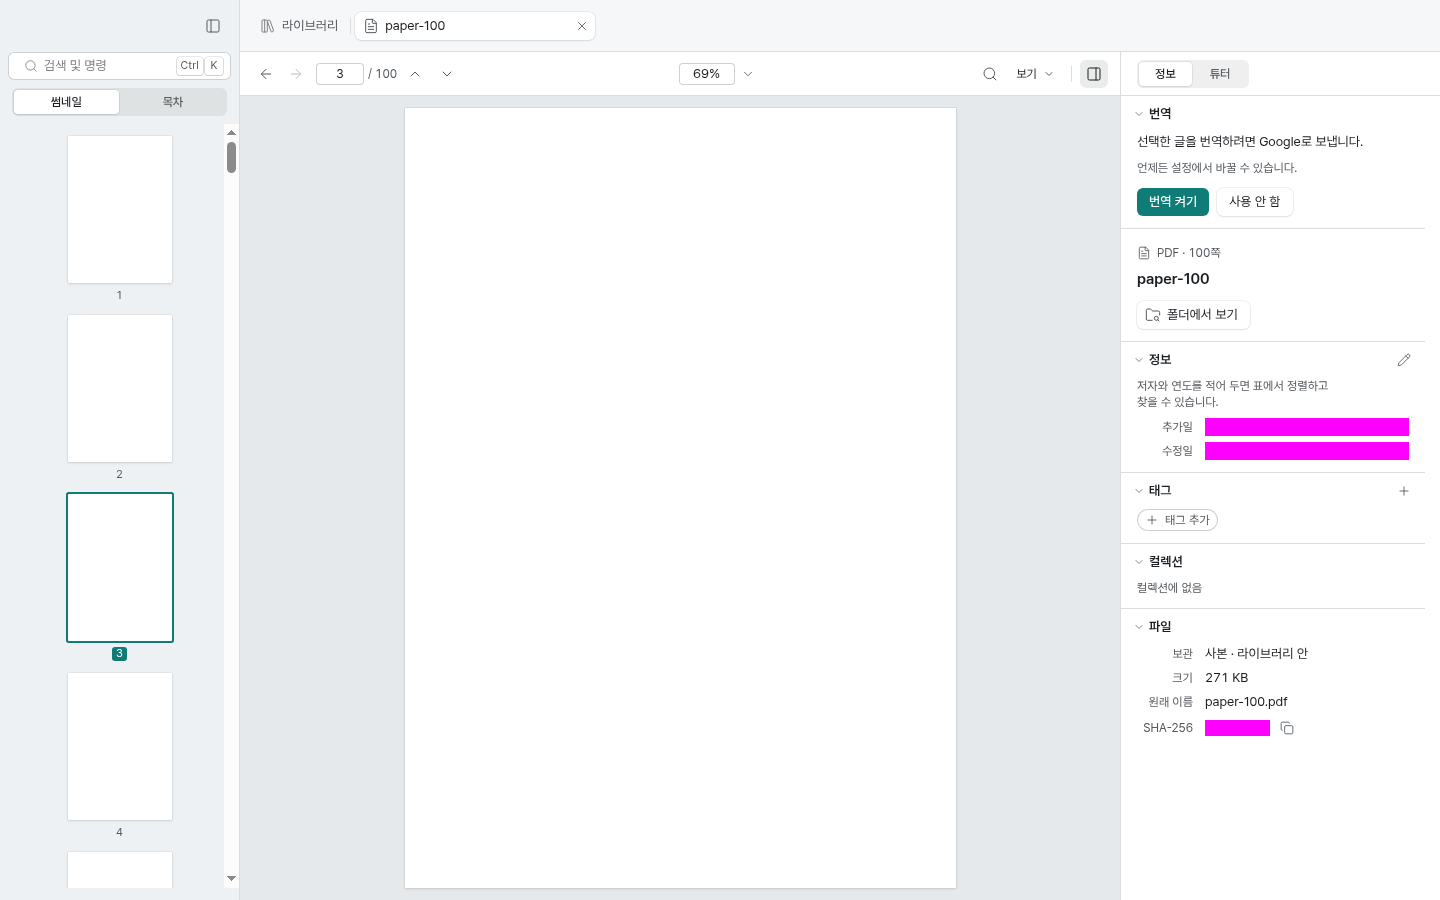 라이브러리
paper-100
검색 및 명령 Ctrl K
썸네일 목차
1
2
3
4
3 / 100
69%
보기
정보 튜터
번역
선택한 글을 번역하려면 Google로 보냅니다.
언제든 설정에서 바꿀 수 있습니다.
번역 켜기 사용 안 함
PDF · 100쪽
paper-100
폴더에서 보기
정보
저자와 연도를 적어 두면 표에서 정렬하고
찾을 수 있습니다.
추가일
수정일
태그
태그 추가
컬렉션
컬렉션에 없음
파일
보관 사본 · 라이브러리 안
크기 271 KB
원래 이름 paper-100.pdf
SHA-256